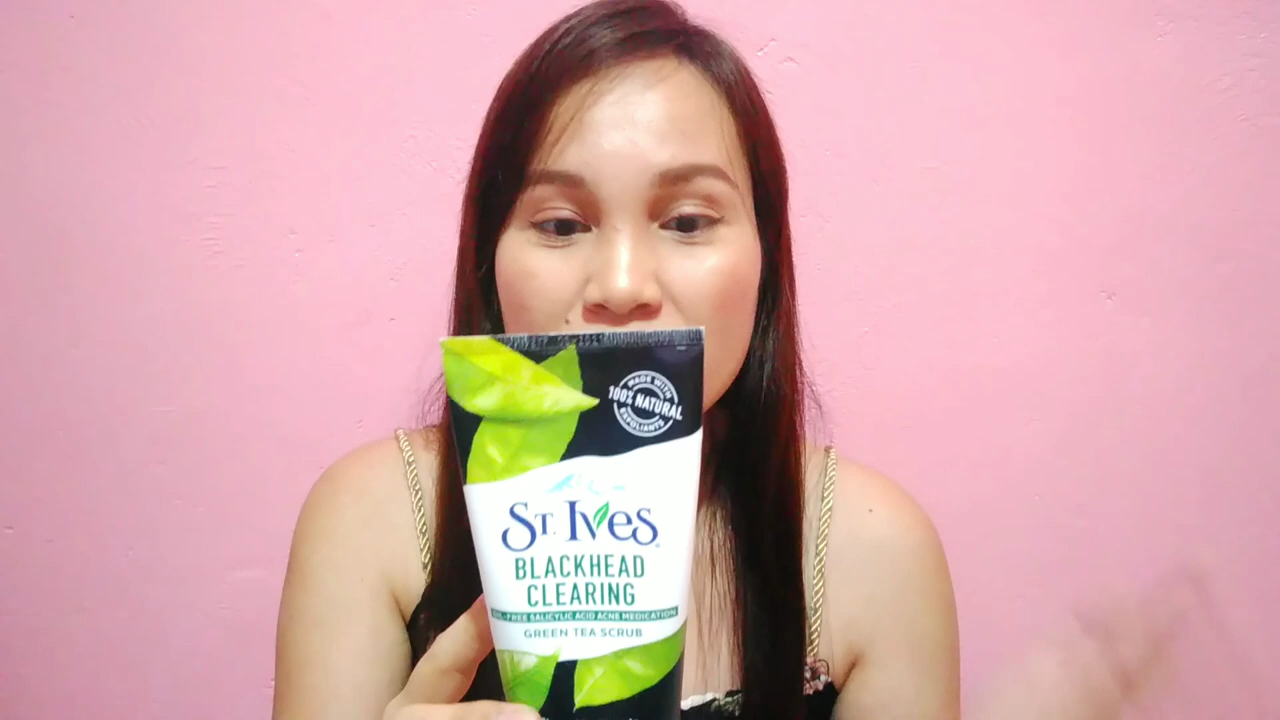 MADE WITH
100% NATURAL
EXFOLIANTS
ST. IVES
BLACKHEAD
CLEARING
OIL-FREE SALICYLIC ACID ACNE MEDICATION
GREEN TEA SCRUB